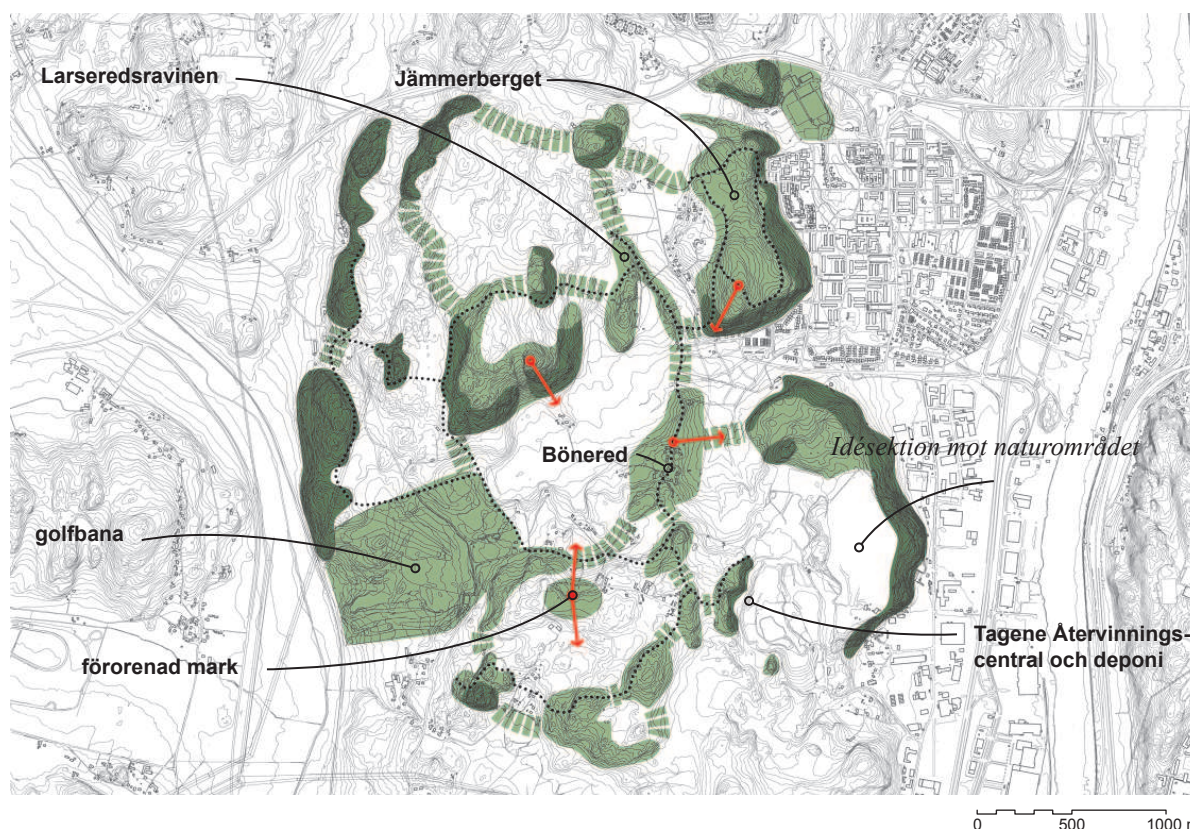 Larseredsravinen
Jämmerberget
Bönered
Idésektion mot naturområdet
golfbana
förorenad mark
Tagene Återvinnings-
central och deponi
0 500 1000 m